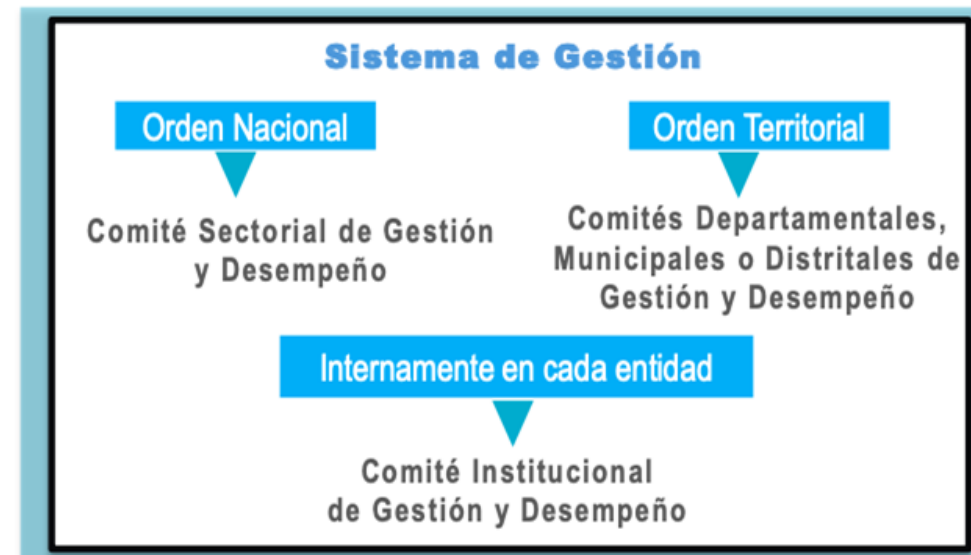 Sistema de Gestión
Orden Nacional
Comité Sectorial de Gestión
y Desempeño
Orden Territorial
Comités Departamentales,
Municipales o Distritales de
Gestión y Desempeño
Internamente en cada entidad
Comité Institucional
de Gestión y Desempeño